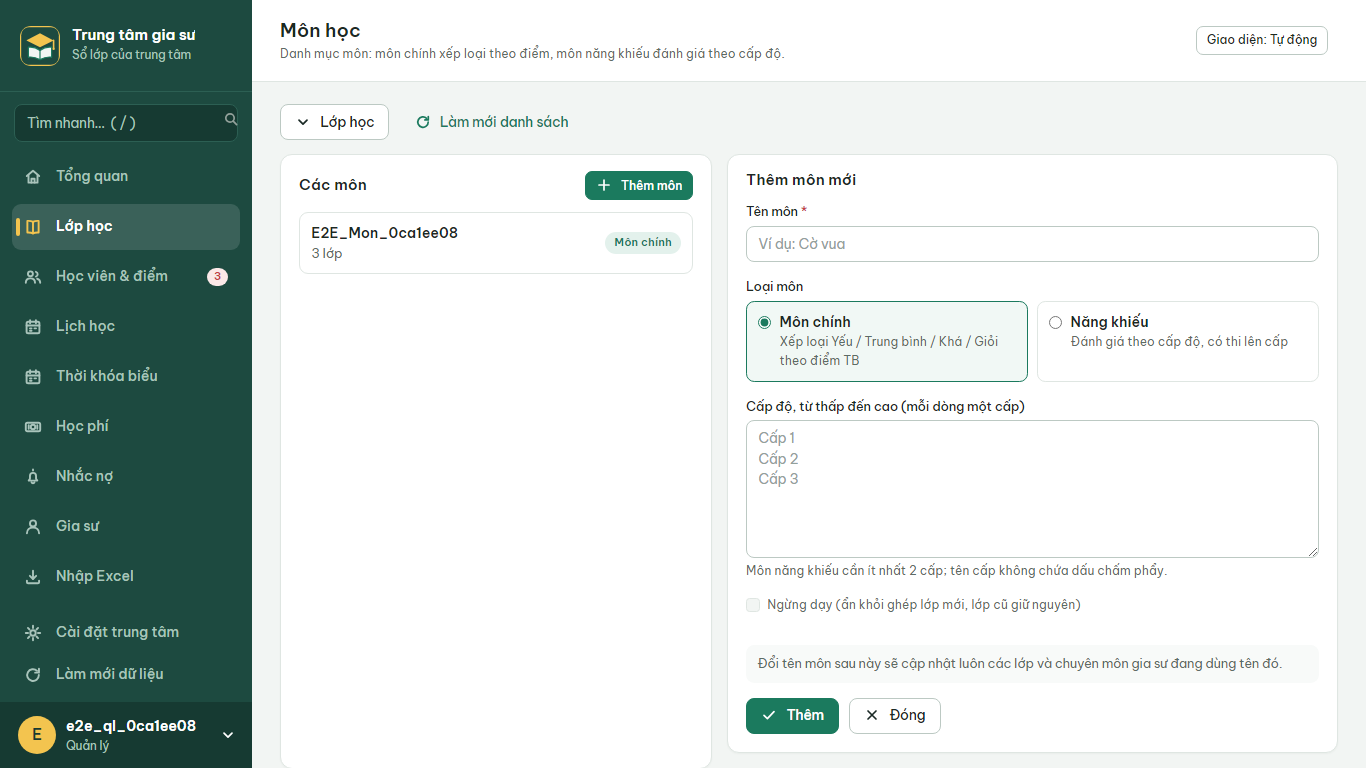 Trung tâm gia sư
Sổ lớp của trung tâm
Tìm nhanh... ( / )
Tổng quan
Lớp học
Học viên & điểm
3
Lịch học
Thời khóa biểu
Học phí
Nhắc nợ
Gia sư
Nhập Excel
Cài đặt trung tâm
Làm mới dữ liệu
E
e2e_ql_0ca1ee08
Quản lý
Môn học
Danh mục môn: môn chính xếp loại theo điểm, môn năng khiếu đánh giá theo cấp độ.
Giao diện: Tự động
Lớp học
Làm mới danh sách
Các môn
Thêm môn
E2E_Mon_0ca1ee08
3 lớp
Môn chính
Thêm môn mới
Tên môn *
Ví dụ: Cờ vua
Loại môn
Môn chính
Xếp loại Yếu / Trung bình / Khá / Giỏi
theo điểm TB
Năng khiếu
Đánh giá theo cấp độ, có thi lên cấp
Cấp độ, từ thấp đến cao (mỗi dòng một cấp)
Cấp 1
Cấp 2
Cấp 3
Môn năng khiếu cần ít nhất 2 cấp; tên cấp không chứa dấu chấm phẩy.
Ngừng dạy (ẩn khỏi ghép lớp mới, lớp cũ giữ nguyên)
Đổi tên môn sau này sẽ cập nhật luôn các lớp và chuyên môn gia sư đang dùng tên đó.
Thêm
Đóng